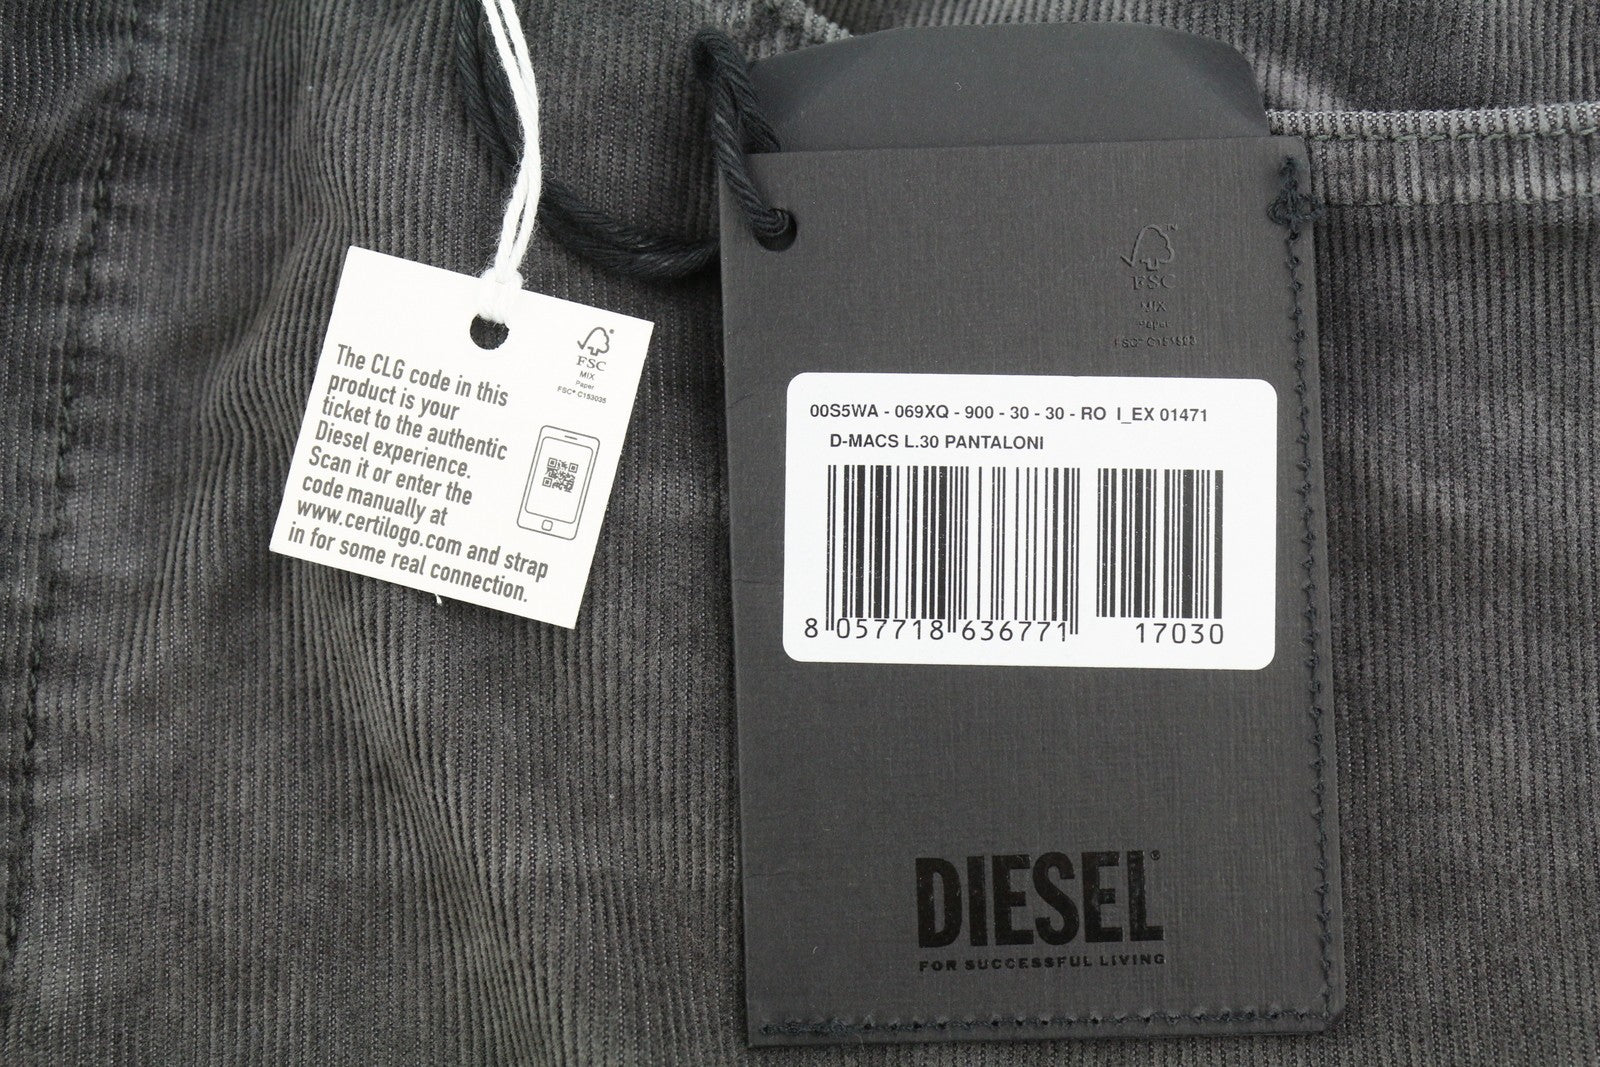 FSC
MIX
Paper
FSC® C153035
The CLG code in this
product is your
ticket to the authentic
Diesel experience.
Scan it or enter the
code manually at
www.certilogo.com and strap
in for some real connection.
FSC
MIX
Paper
00S5WA - 069XQ - 900 - 30 - 30 - RO I_EX 01471
D-MACS L.30 PANTALONI
8 057718 636771 17030
DIESEL®
FOR SUCCESSFUL LIVING